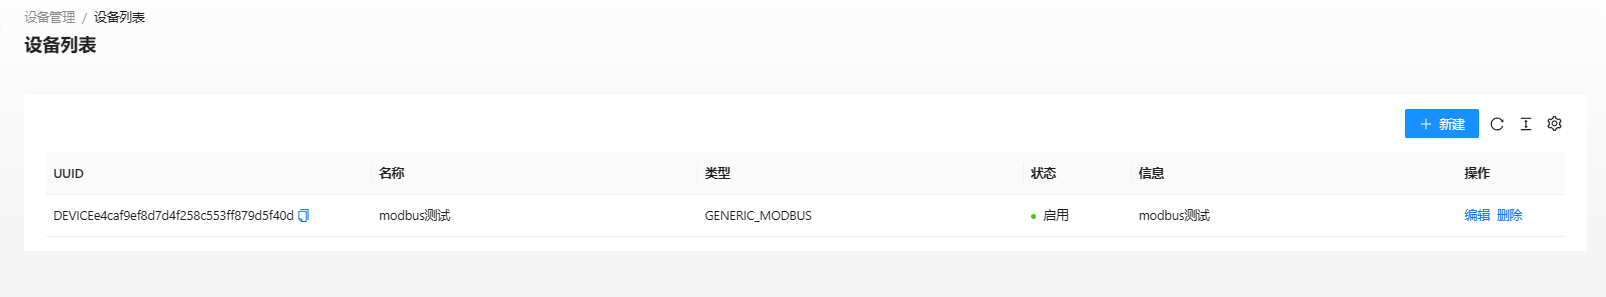 设备管理 / 设备列表
设备列表
新建
UUID 名称 类型 状态 信息 操作
DEVICEe4caf9ef8d7d4f258c553ff879d5f40d modbus测试 GENERIC_MODBUS 启用 modbus测试 编辑 删除